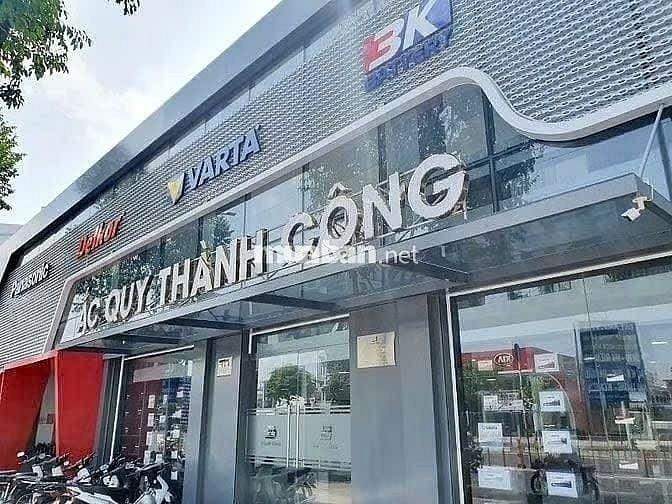 3K
BATTERY
VARTA
Delkor
Panasonic
ẮC QUY THÀNH CÔNG
muaban.net